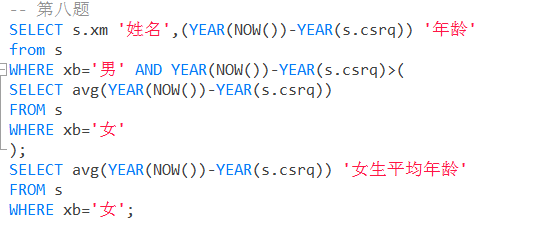 -- 第八题
SELECT s.xm '姓名',(YEAR(NOW())-YEAR(s.csrq)) '年龄'
from s
WHERE xb='男' AND YEAR(NOW())-YEAR(s.csrq)>(
SELECT avg(YEAR(NOW())-YEAR(s.csrq))
FROM s
WHERE xb='女'
);
SELECT avg(YEAR(NOW())-YEAR(s.csrq)) '女生平均年龄'
FROM s
WHERE xb='女';